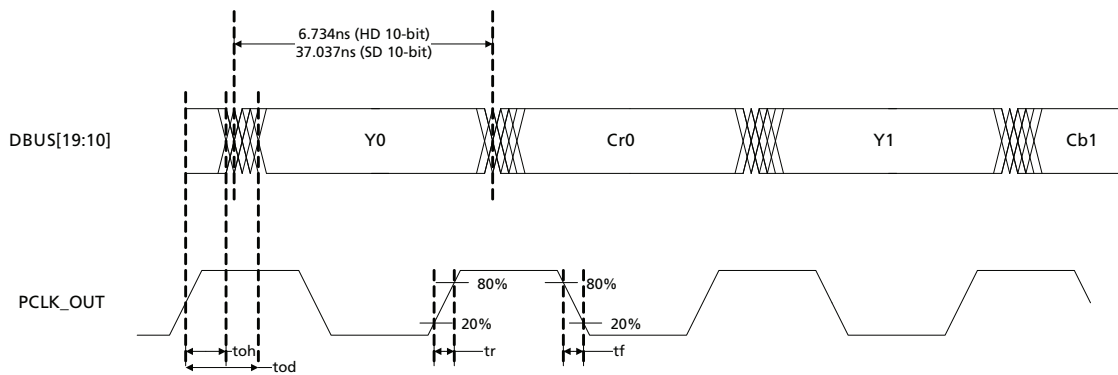 6.734ns (HD 10-bit)
37.037ns (SD 10-bit)
DBUS[19:10]
Y0
Cr0
Y1
Cb1
PCLK_OUT
80%
80%
20%
20%
toh
tr
tf
tod